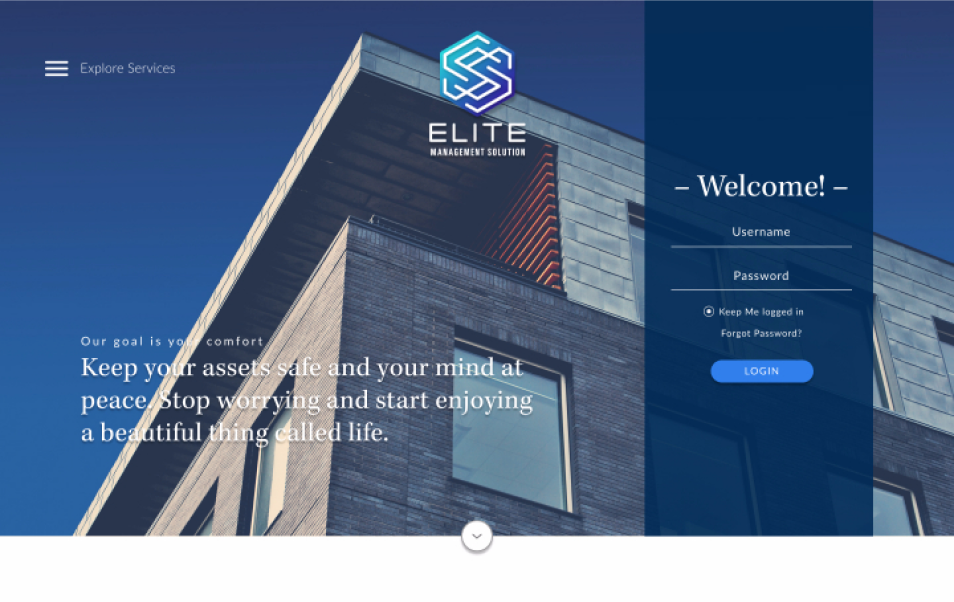 Explore Services
ELITE
MANAGEMENT SOLUTION
– Welcome! –
Username
Password
Keep Me logged in
Forgot Password?
LOGIN
Our goal is your comfort
Keep your assets safe and your mind at
peace. Stop worrying and start enjoying
a beautiful thing called life.